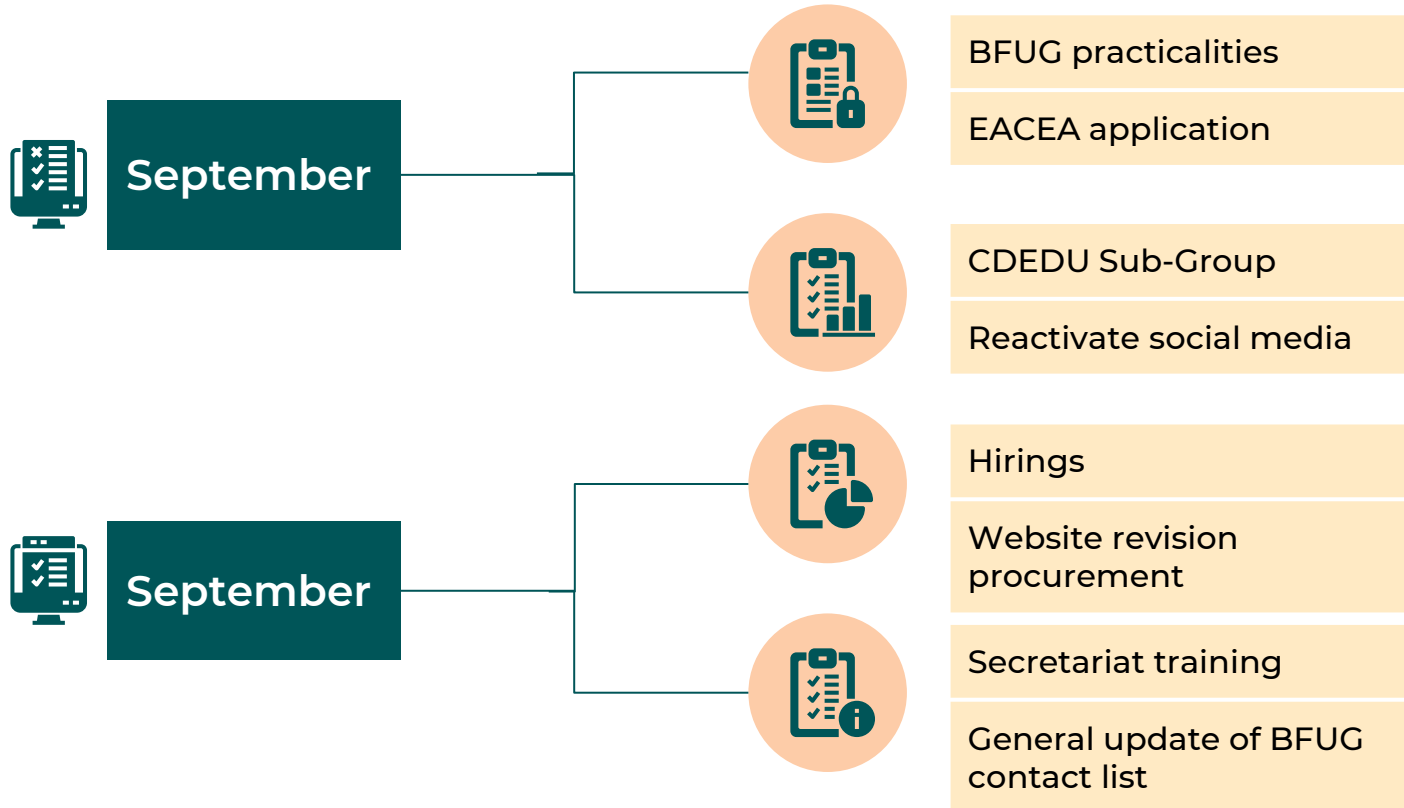 September
BFUG practicalities
EACEA application
CDEDU Sub-Group
Reactivate social media
September
Hirings
Website revision
procurement
Secretariat training
General update of BFUG
contact list